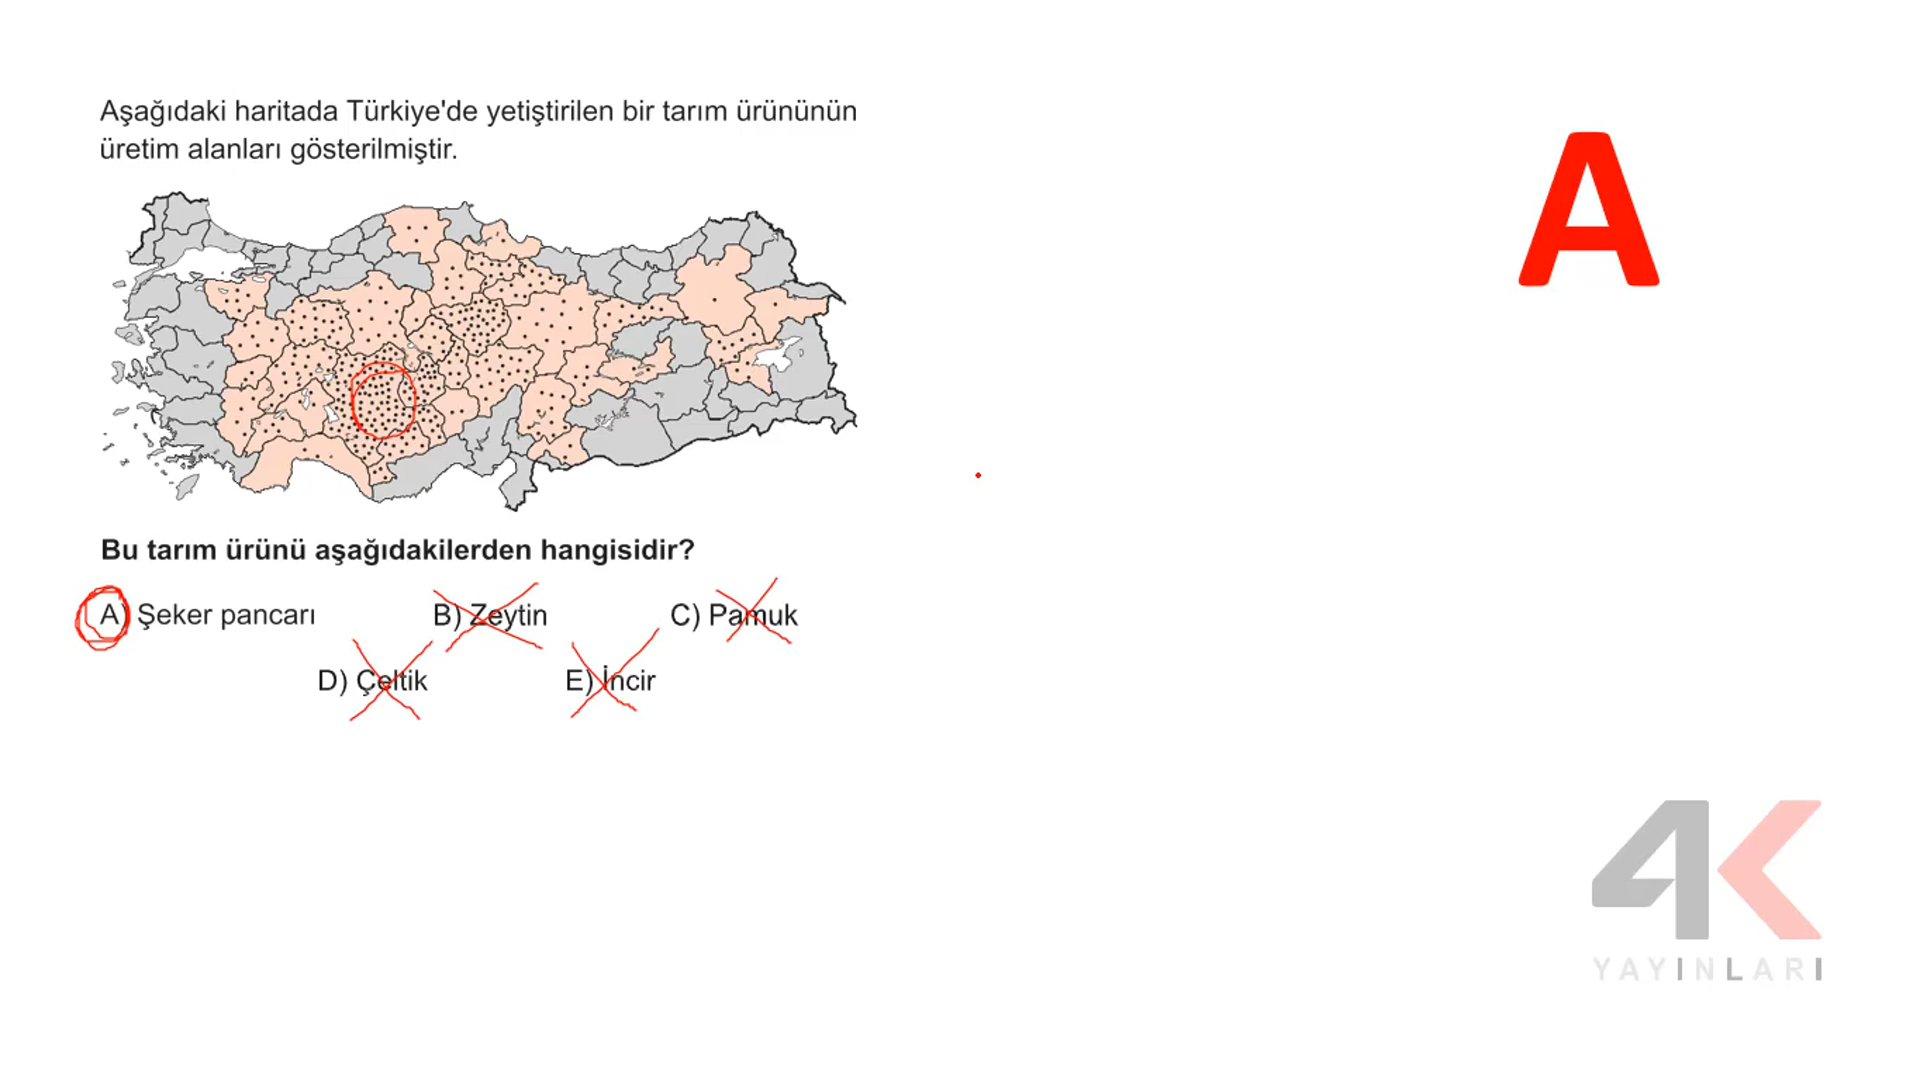 Aşağıdaki haritada Türkiye'de yetiştirilen bir tarım ürününün
üretim alanları gösterilmiştir.
Bu tarım ürünü aşağıdakilerden hangisidir?
A) Şeker pancarı B) Zeytin C) Pamuk
D) Çeltik E) İncir
A
4K
YAYINLARI